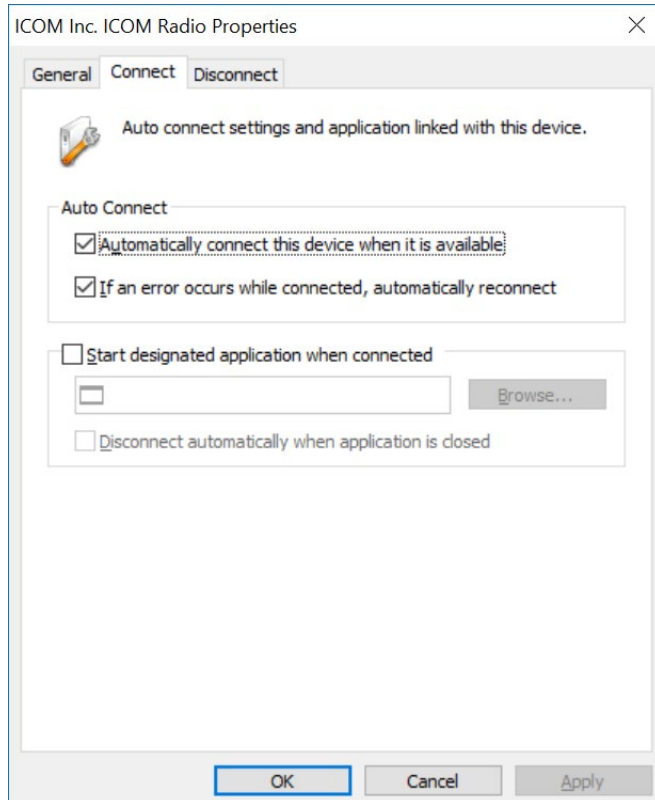 ICOM Inc. ICOM Radio Properties
General Connect Disconnect
Auto connect settings and application linked with this device.
Auto Connect
Automatically connect this device when it is available
If an error occurs while connected, automatically reconnect
Start designated application when connected
Browse...
Disconnect automatically when application is closed
OK Cancel Apply